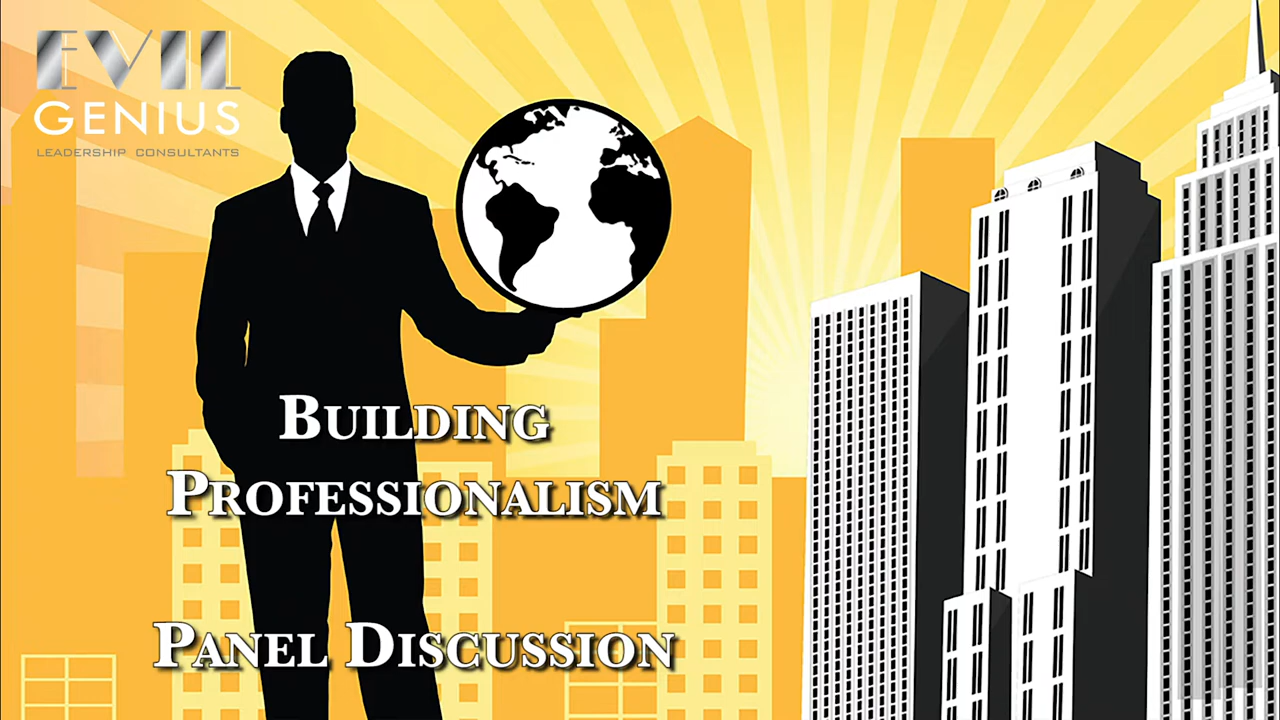 EVIL
GENIUS
LEADERSHIP CONSULTANTS
BUILDING
PROFESSIONALISM
PANEL DISCUSSION